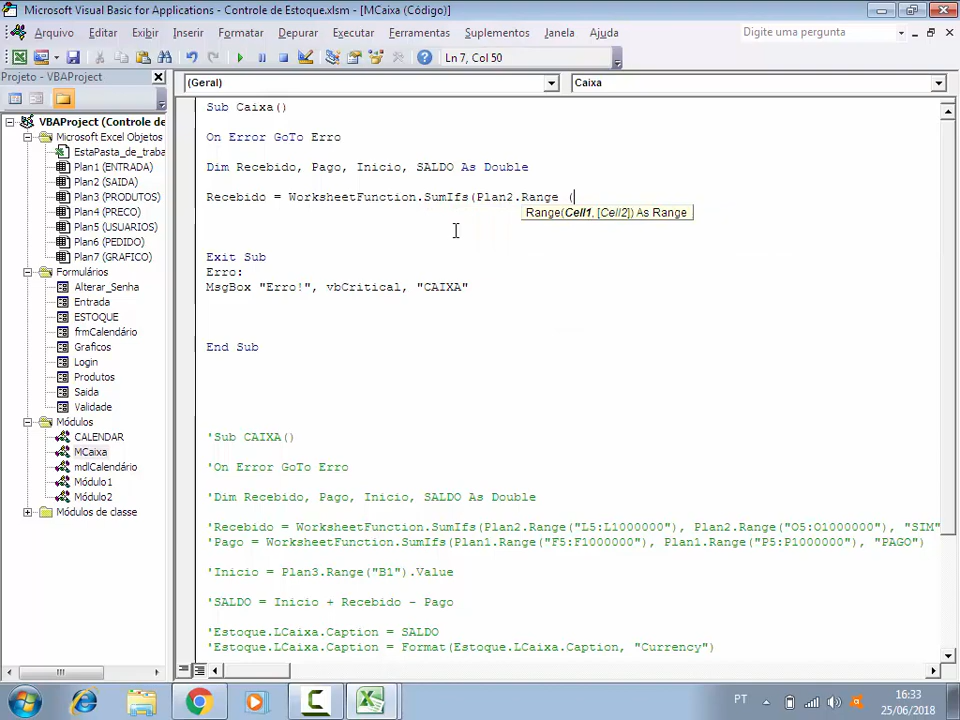 Microsoft Visual Basic for Applications - Controle de Estoque.xlsm - [MCaixa (Código)]
Arquivo Editar Exibir Inserir Formatar Depurar Executar Ferramentas Suplementos Janela Ajuda Digite uma pergunta
Ln 7, Col 50
Projeto - VBAProject
(Geral) Caixa
VBAProject (Controle de
Microsoft Excel Objetos
EstaPasta_de_traba
Plan1 (ENTRADA)
Plan2 (SAIDA)
Plan3 (PRODUTOS)
Plan4 (PRECO)
Plan5 (USUARIOS)
Plan6 (PEDIDO)
Plan7 (GRAFICO)
Formulários
Alterar_Senha
Entrada
ESTOQUE
frmCalendário
Graficos
Login
Produtos
Saida
Validade
Módulos
CALENDAR
MCaixa
mdlCalendário
Módulo1
Módulo2
Módulos de classe
Sub Caixa()
On Error GoTo Erro
Dim Recebido, Pago, Inicio, SALDO As Double
Recebido = WorksheetFunction.SumIfs(Plan2.Range (
Range(Cell1, [Cell2]) As Range
Exit Sub
Erro:
MsgBox "Erro!", vbCritical, "CAIXA"
End Sub
'Sub CAIXA()
'On Error GoTo Erro
'Dim Recebido, Pago, Inicio, SALDO As Double
'Recebido = WorksheetFunction.SumIfs(Plan2.Range("L5:L1000000"), Plan2.Range("O5:O1000000"), "SIM"
'Pago = WorksheetFunction.SumIfs(Plan1.Range("F5:F1000000"), Plan1.Range("P5:P1000000"), "PAGO")
'Inicio = Plan3.Range("B1").Value
'SALDO = Inicio + Recebido - Pago
'Estoque.LCaixa.Caption = SALDO
'Estoque.LCaixa.Caption = Format(Estoque.LCaixa.Caption, "Currency")
PT
16:33
25/06/2018